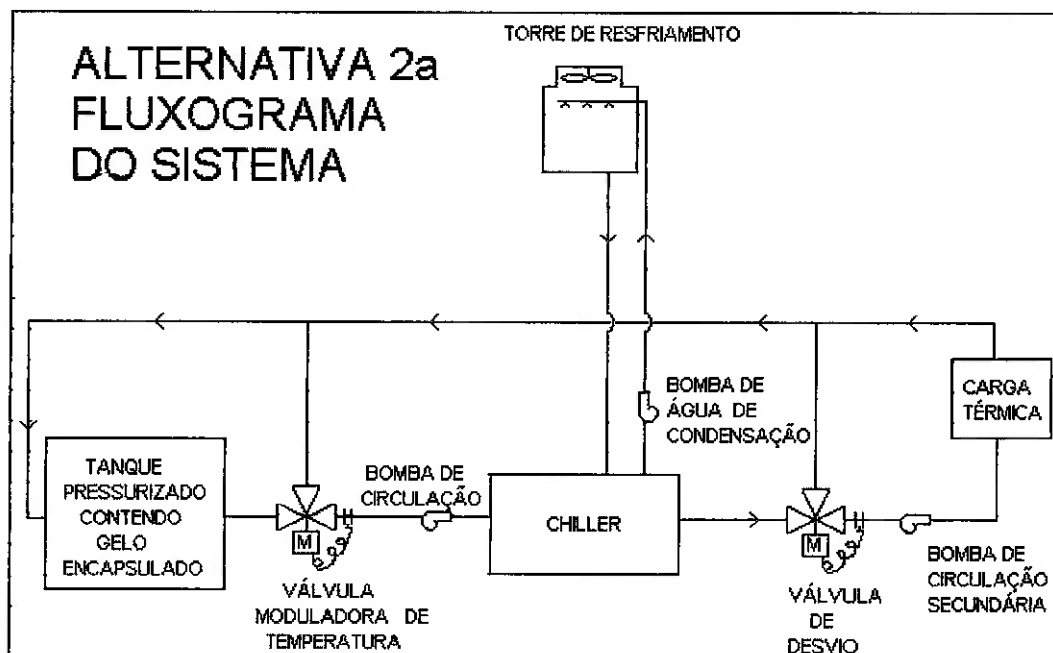 ALTERNATIVA 2a
FLUXOGRAMA
DO SISTEMA
TORRE DE RESFRIAMENTO
BOMBA DE
ÁGUA DE
CONDENSAÇÃO
CARGA
TÉRMICA
TANQUE
PRESSURIZADO
CONTENDO
GELO
ENCAPSULADO
BOMBA DE
CIRCULAÇÃO
M
VÁLVULA
MODULADORA DE
TEMPERATURA
CHILLER
M
VÁLVULA
DE
DESVIO
BOMBA DE
CIRCULAÇÃO
SECUNDÁRIA